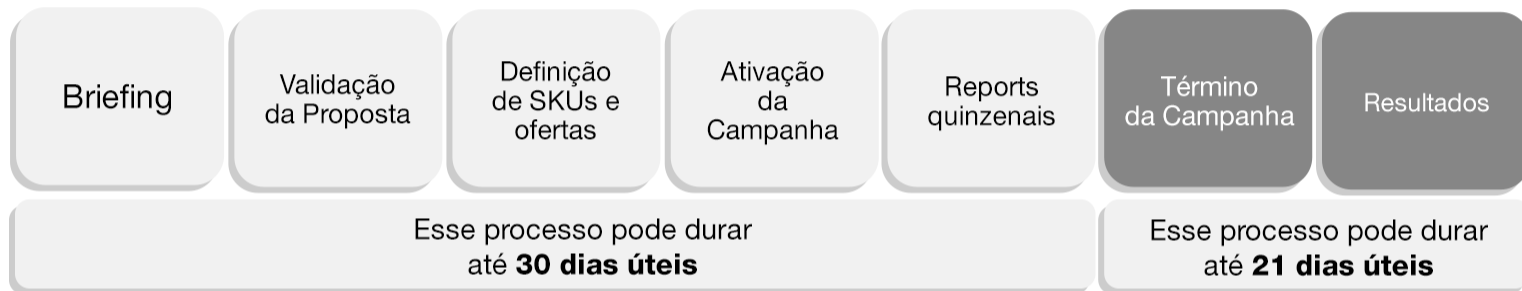 Briefing
Validação
da Proposta
Definição
de SKUs e
ofertas
Ativação
da
Campanha
Reports
quinzenais
Término
da Campanha
Resultados
Esse processo pode durar
até 30 dias úteis
Esse processo pode durar
até 21 dias úteis